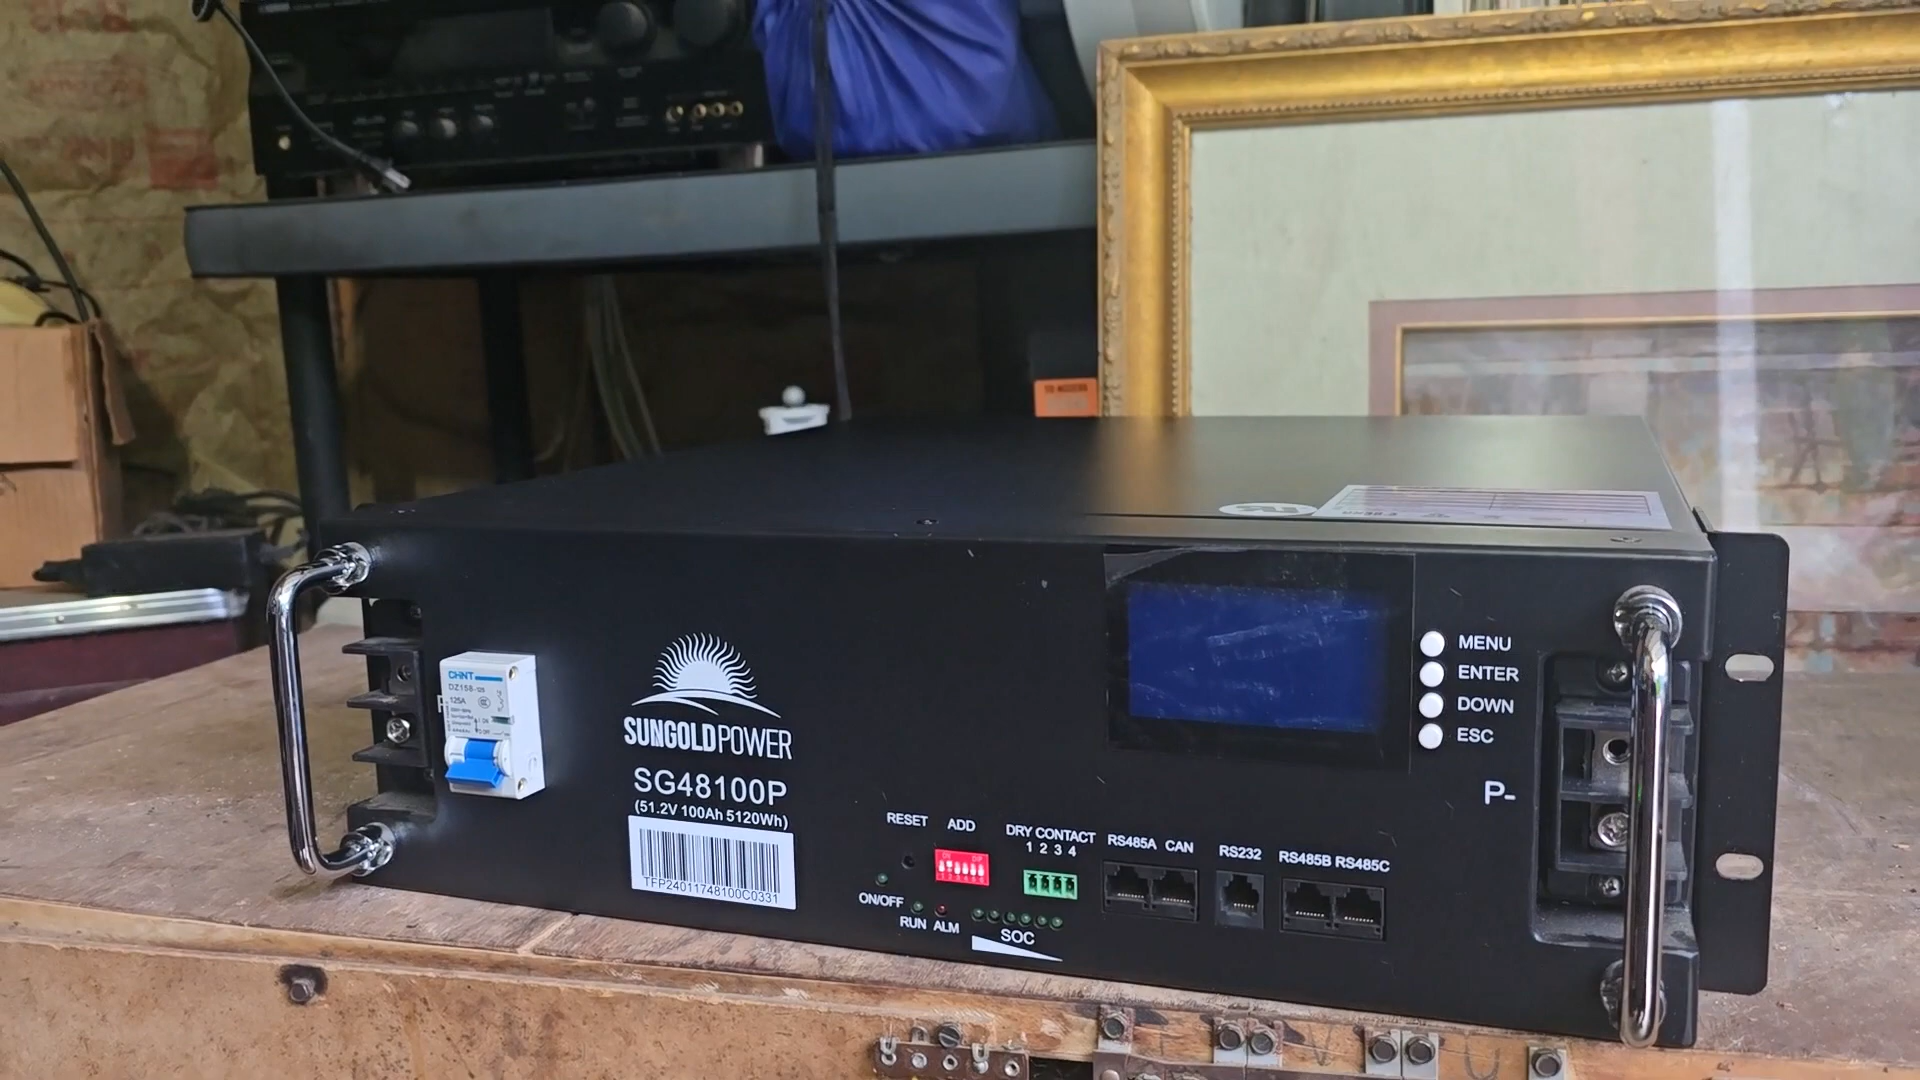 CHNT
DZ158-125
125A
SUNGOLDPOWER
SG48100P
(51.2V 100Ah 5120Wh)
TFP24011748100C0331
MENU
ENTER
DOWN
ESC
P-
RESET
ADD
DRY CONTACT
1 2 3 4
RS485A CAN
RS232
RS485B RS485C
ON/OFF
RUN
ALM
SOC